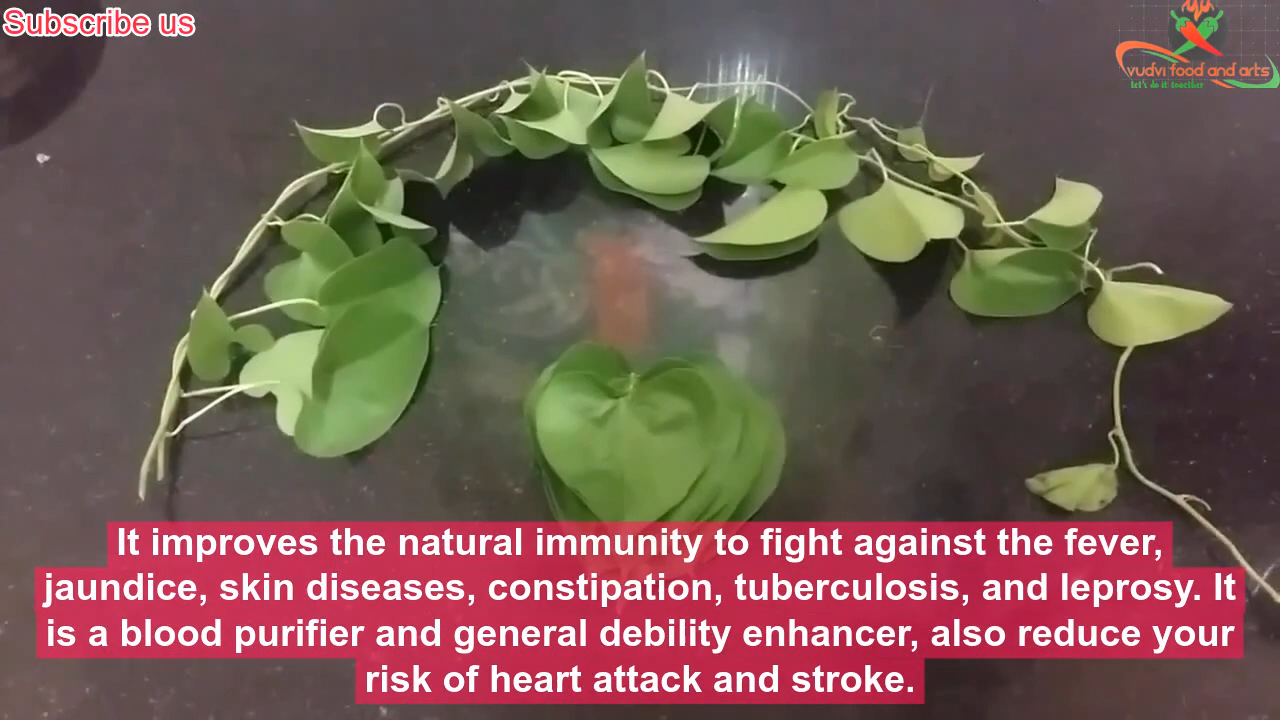 Subscribe us
vudvi food and arts
let's do it together
It improves the natural immunity to fight against the fever,
jaundice, skin diseases, constipation, tuberculosis, and leprosy. It
is a blood purifier and general debility enhancer, also reduce your
risk of heart attack and stroke.